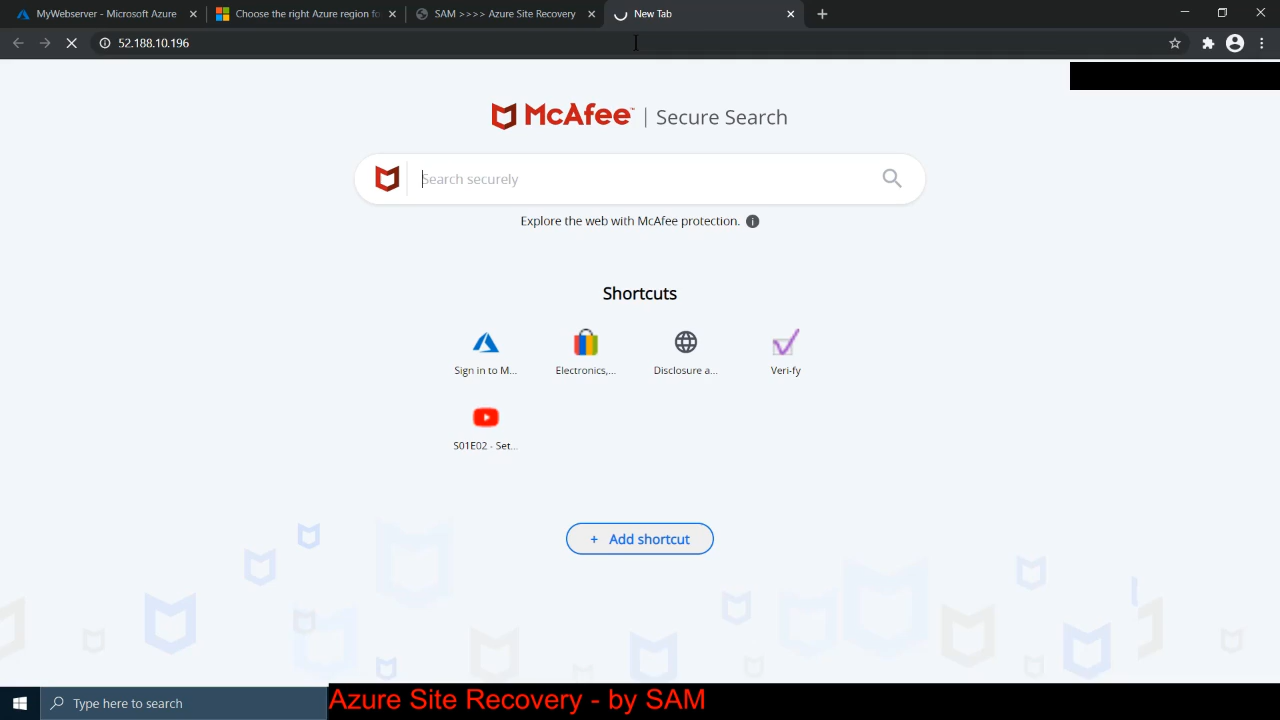 MyWebserver - Microsoft Azure
Choose the right Azure region fo
SAM >>>> Azure Site Recovery
New Tab
52.188.10.196
McAfee™ | Secure Search
Search securely
Explore the web with McAfee protection.
Shortcuts
Sign in to M...
Electronics,...
Disclosure a...
Veri-fy
S01E02 - Set...
+ Add shortcut
Type here to search
Azure Site Recovery - by SAM